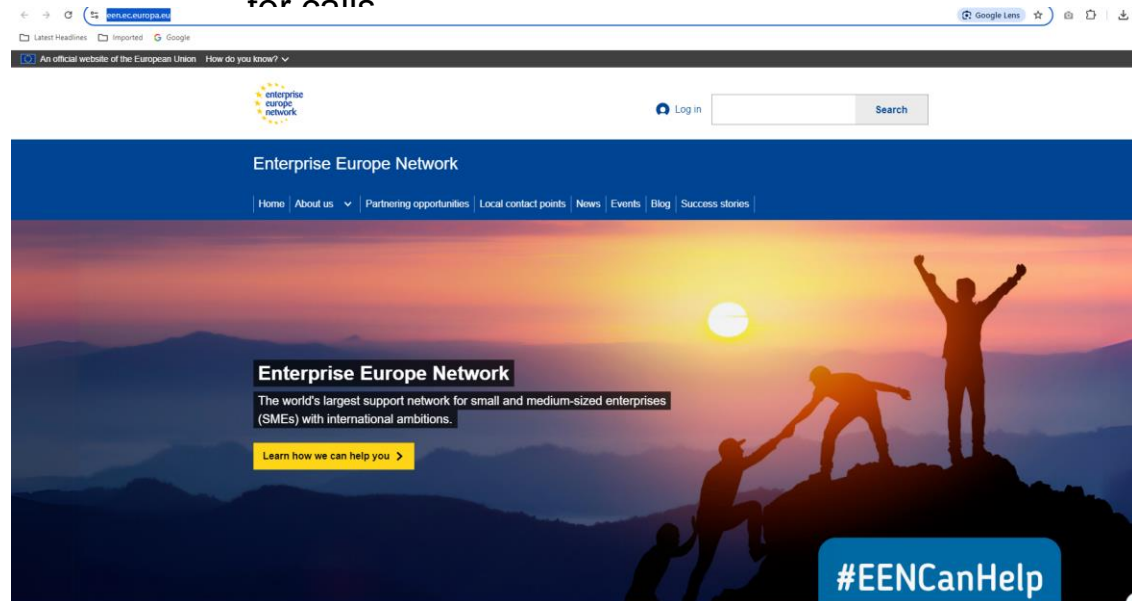 for calls
een.ec.europa.eu
Google Lens
Latest Headlines Imported Google
An official website of the European Union How do you know?
enterprise
europe
network
Log in
Search
Enterprise Europe Network
Home About us Partnering opportunities Local contact points News Events Blog Success stories
Enterprise Europe Network
The world's largest support network for small and medium-sized enterprises
(SMEs) with international ambitions.
Learn how we can help you
#EENCanHelp